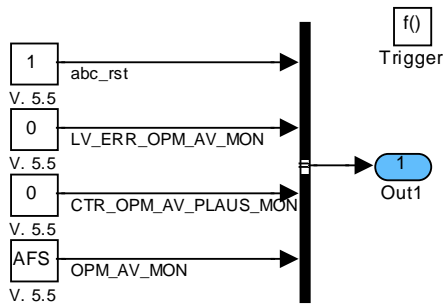 f()
Trigger
1
abc_rst
V. 5.5
0
LV_ERR_OPM_AV_MON
V. 5.5
0
CTR_OPM_AV_PLAUS_MON
V. 5.5
AFS
OPM_AV_MON
V. 5.5
1
Out1